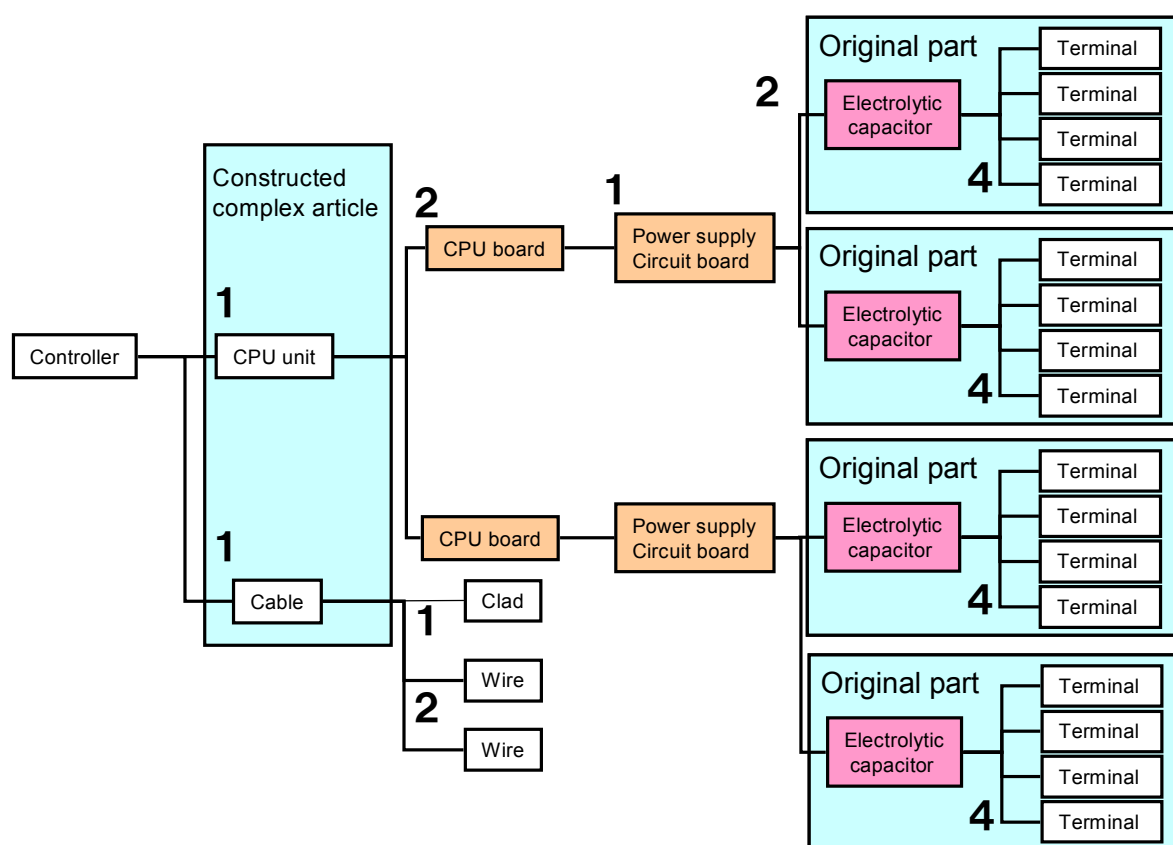 Constructed
complex article
1
CPU unit
Controller
1
Cable
2
CPU board
1
Power supply
Circuit board
CPU board
Power supply
Circuit board
1
Clad
2
Wire
Wire
2
Original part
Electrolytic
capacitor
4
Terminal
Terminal
Terminal
Terminal
Original part
Electrolytic
capacitor
4
Terminal
Terminal
Terminal
Terminal
Original part
Electrolytic
capacitor
4
Terminal
Terminal
Terminal
Terminal
Original part
Electrolytic
capacitor
4
Terminal
Terminal
Terminal
Terminal